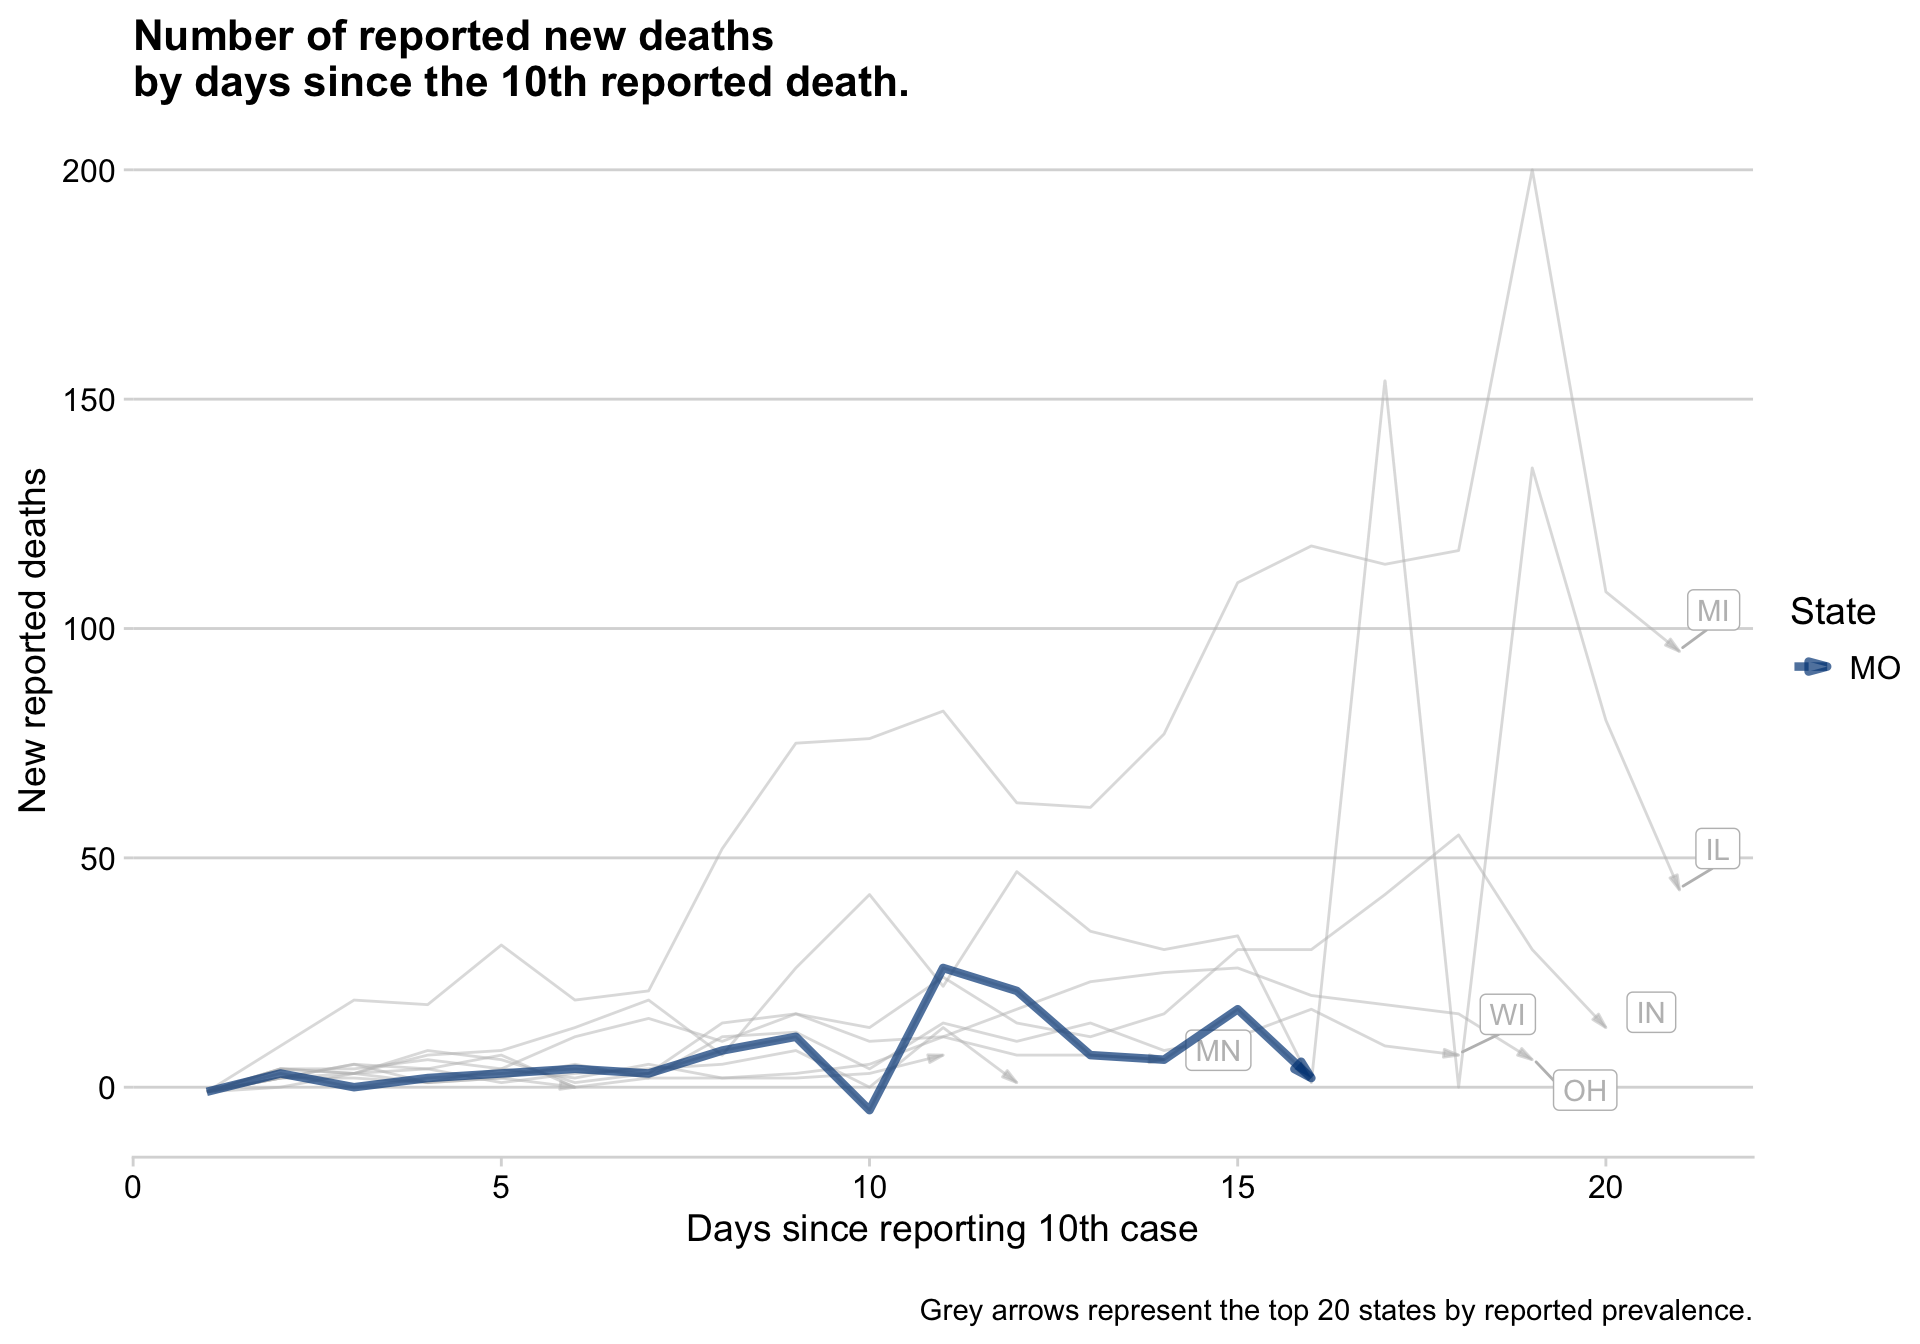 Number of reported new deaths
by days since the 10th reported death.
200
150
100
50
0
New reported deaths
MI
IL
IN
WI
MN
OH
State
MO
0 5 10 15 20
Days since reporting 10th case
Grey arrows represent the top 20 states by reported prevalence.